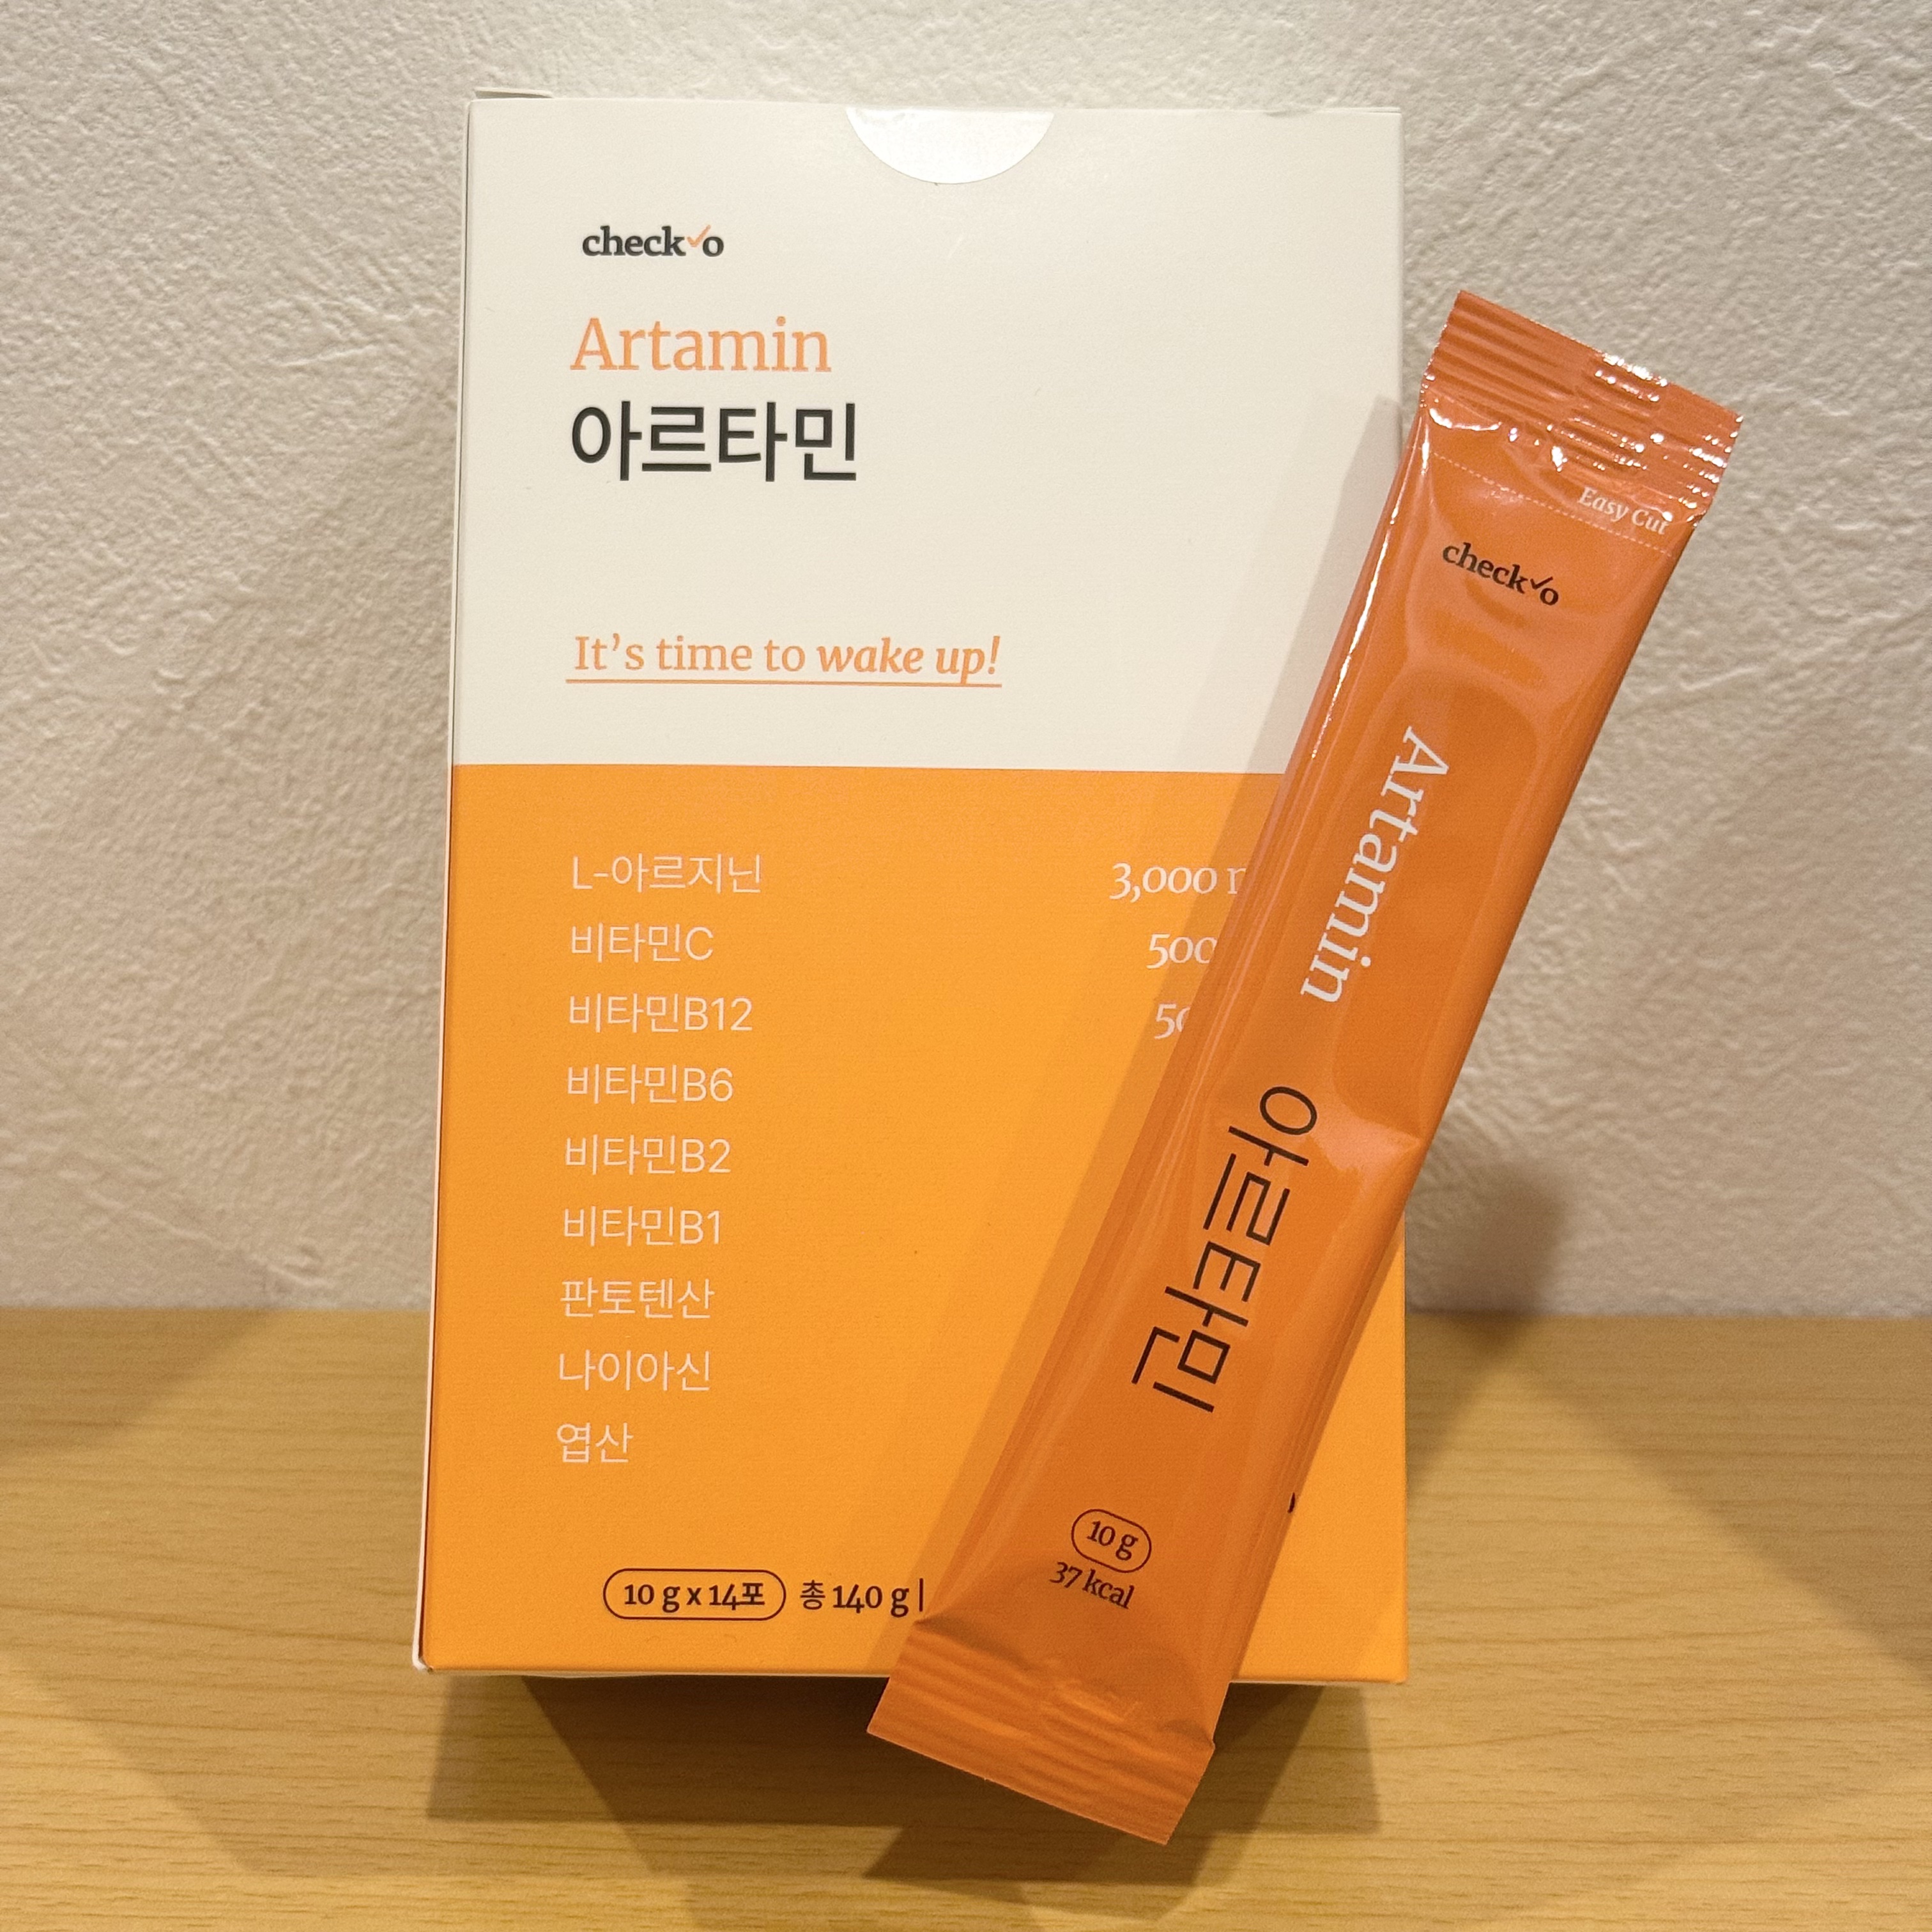 check✓o
Artamin
아르타민
It's time to wake up!
L-아르지닌 3,000
비타민C
비타민B12
비타민B6
비타민B2
비타민B1
판토텐산
나이아신
엽산
10 g x 14포 총 140 g |
Easy Cut
check✓o
Artamin 아르타민
10 g
37 kcal